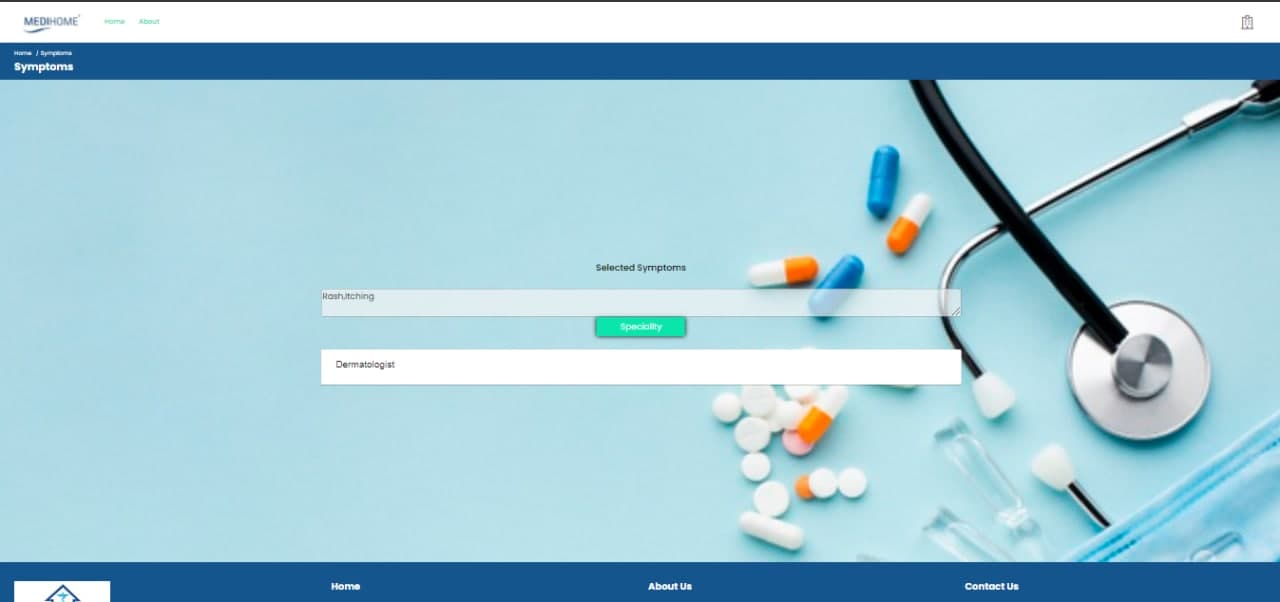 MEDIHOME
Home About
Home / Symptoms
Symptoms
Selected Symptoms
Rash,Itching
Speciality
Dermatologist
Home About Us Contact Us